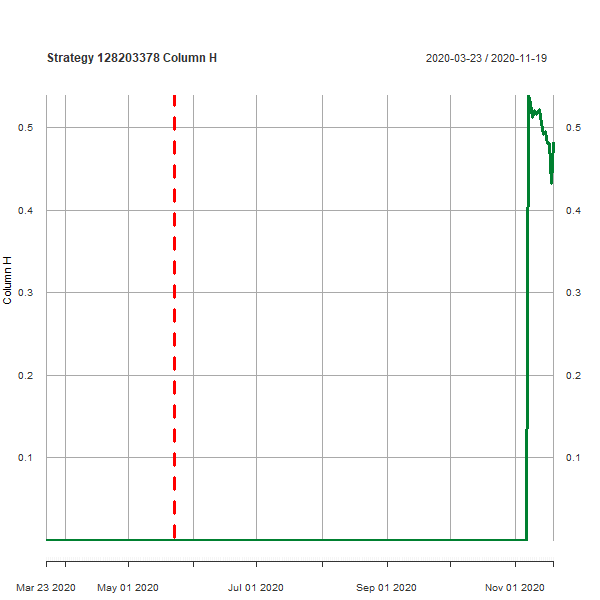 Strategy 128203378 Column H
2020-03-23 / 2020-11-19
0.5
0.5
0.4
0.4
0.3
0.3
0.2
0.2
0.1
0.1
Column H
Mar 23 2020
May 01 2020
Jul 01 2020
Sep 01 2020
Nov 01 2020